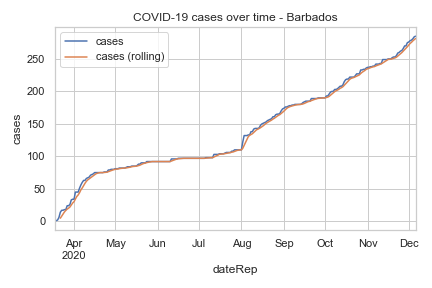 COVID-19 cases over time - Barbados
cases
cases (rolling)
cases
250
200
150
100
50
0
Apr May Jun Jul Aug Sep Oct Nov Dec
2020
dateRep